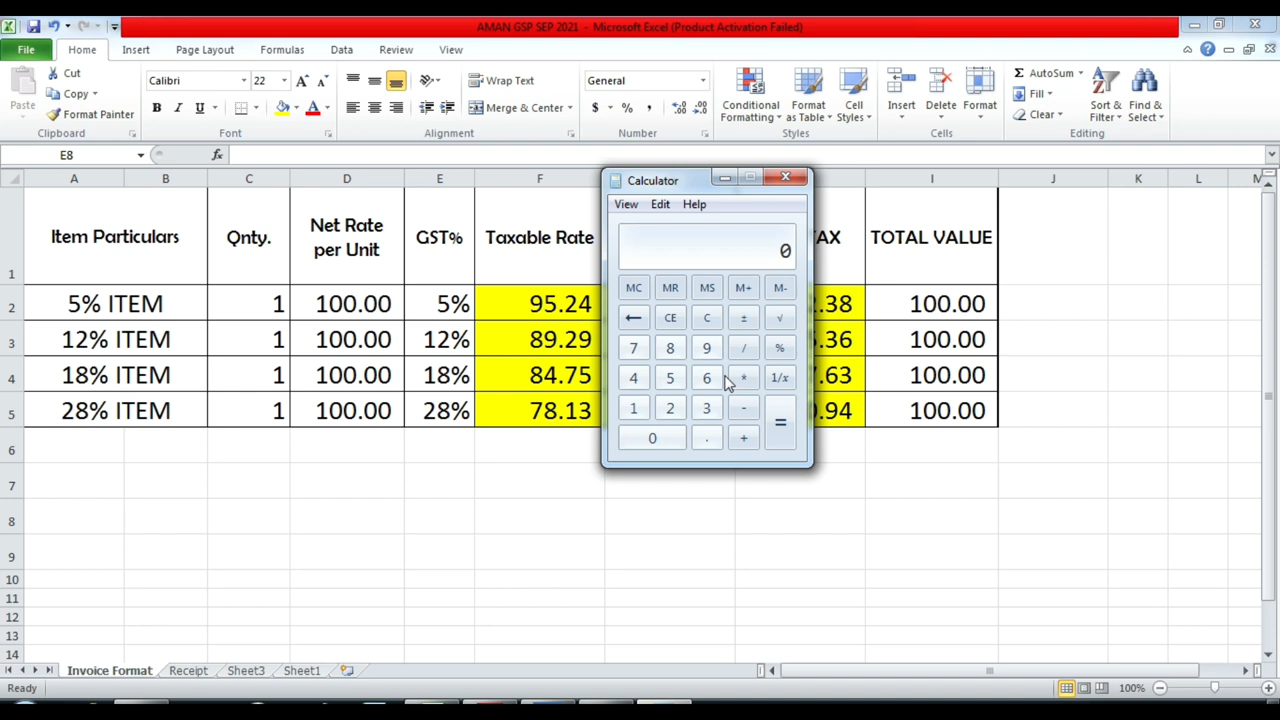 AMAN GSP SEP 2021 - Microsoft Excel (Product Activation Failed)
File Home Insert Page Layout Formulas Data Review View
Paste
Cut
Copy
Format Painter
Clipboard
Calibri 22
B I U
Font
Wrap Text
Merge & Center
Alignment
General
$ % ,
Number
Conditional Formatting
Format as Table
Cell Styles
Styles
Insert Delete Format
Cells
Σ AutoSum
Fill
Clear
Sort & Filter
Find & Select
Editing
E8 fx
A B C D E F I J K L M
1 Item Particulars Qnty. Net Rate per Unit GST% Taxable Rate AX TOTAL VALUE
2 5% ITEM 1 100.00 5% 95.24 .38 100.00
3 12% ITEM 1 100.00 12% 89.29 .36 100.00
4 18% ITEM 1 100.00 18% 84.75 .63 100.00
5 28% ITEM 1 100.00 28% 78.13 .94 100.00
6
7
8
9
10
11
12
13
14
Calculator
View Edit Help
0
MC MR MS M+ M-
← CE C ± √
7 8 9 / %
4 5 6 * 1/x
1 2 3 - =
0 . +
Invoice Format Receipt Sheet3 Sheet1
Ready 100%